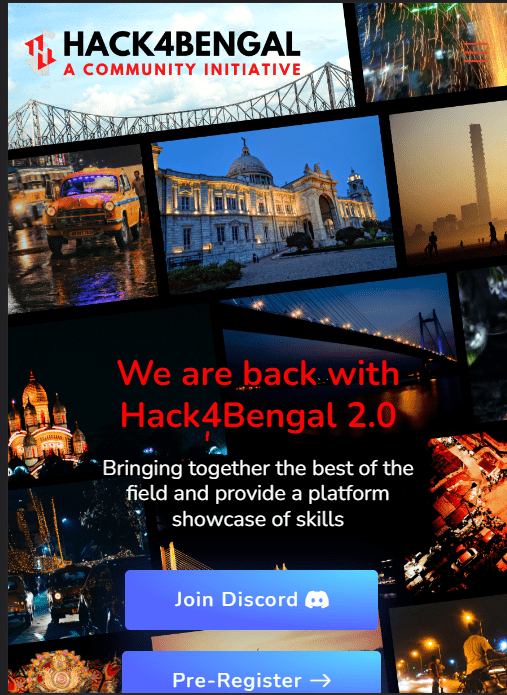 HACK4BENGAL
A COMMUNITY INITIATIVE
We are back with
Hack4Bengal 2.0
Bringing together the best of the
field and provide a platform
showcase of skills
Join Discord
Pre-Register →